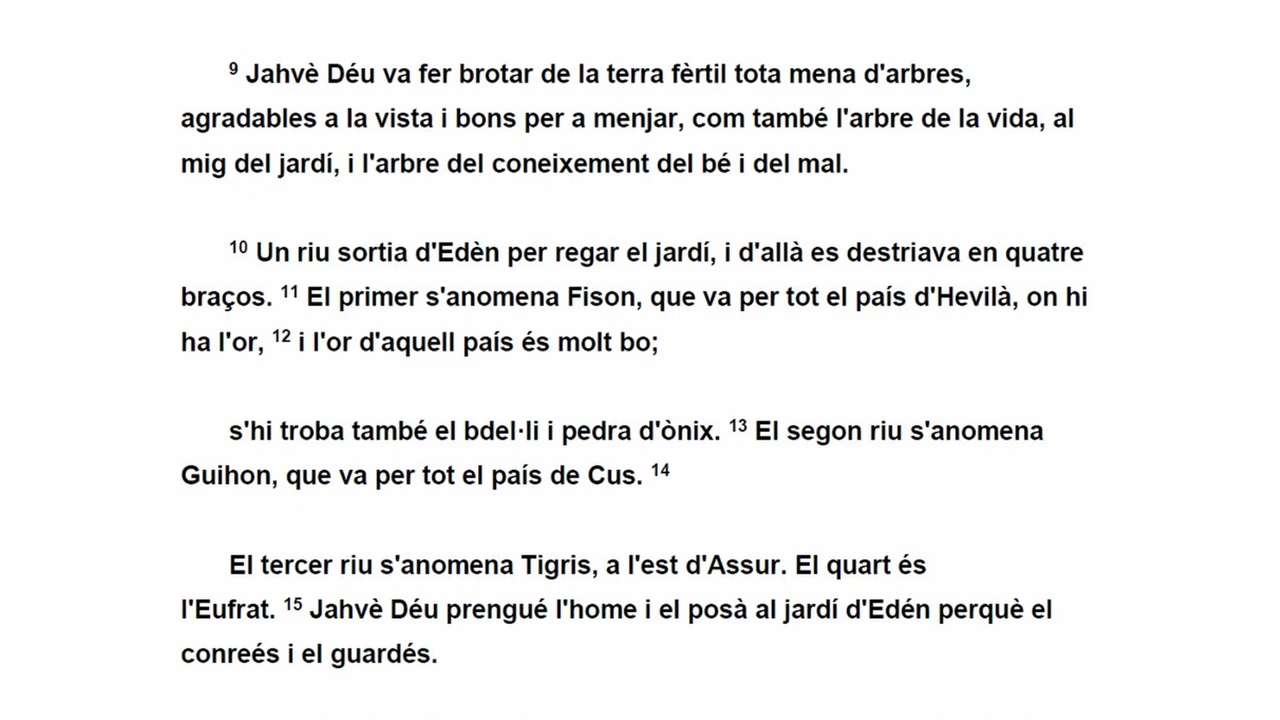 ⁹ Jahvè Déu va fer brotar de la terra fèrtil tota mena d'arbres,
agradables a la vista i bons per a menjar, com també l'arbre de la vida, al
mig del jardí, i l'arbre del coneixement del bé i del mal.
¹⁰ Un riu sortia d'Edèn per regar el jardí, i d'allà es destriava en quatre
braços. ¹¹ El primer s'anomena Fison, que va per tot el país d'Hevilà, on hi
ha l'or, ¹² i l'or d'aquell país és molt bo;
s'hi troba també el bdel·li i pedra d'ònix. ¹³ El segon riu s'anomena
Guihon, que va per tot el país de Cus. ¹⁴
El tercer riu s'anomena Tigris, a l'est d'Assur. El quart és
l'Eufrat. ¹⁵ Jahvè Déu prengué l'home i el posà al jardí d'Edén perquè el
conreés i el guardés.